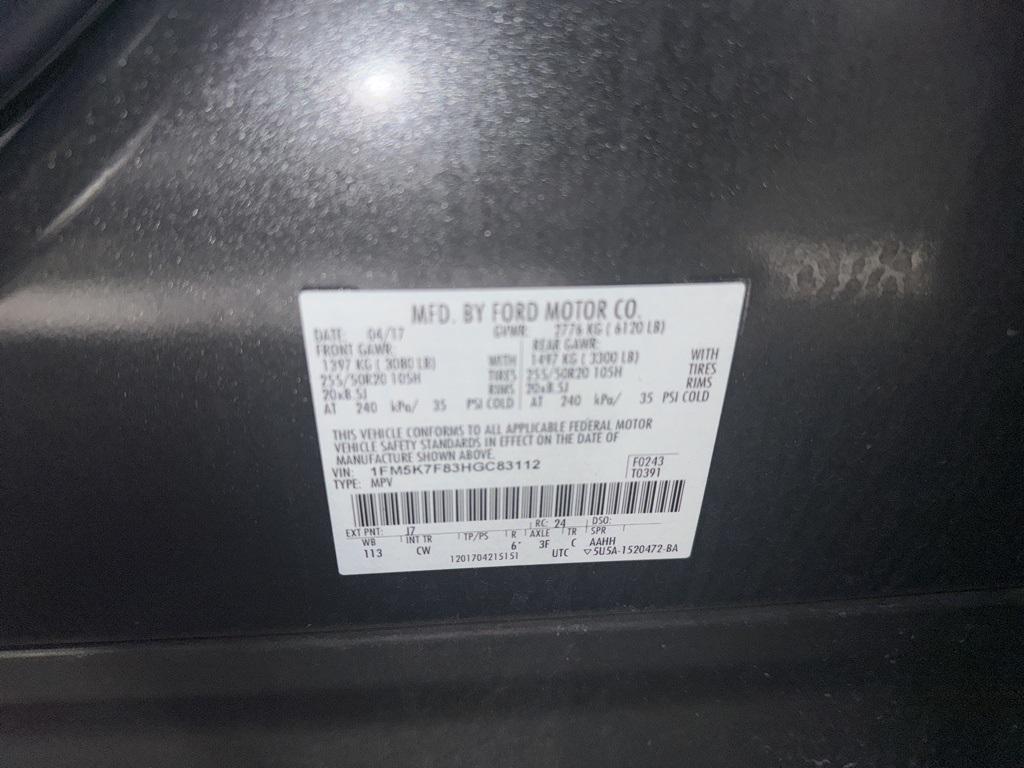 MFD. BY FORD MOTOR CO.
DATE: 04/17 GVWR: 2776 KG ( 6120 LB)
FRONT GAWR: REAR GAWR:
1397 KG ( 3080 LB) WITH 1497 KG ( 3300 LB) WITH
255/50R20 105H TIRES 255/50R20 105H TIRES
20x8.5J RIMS 20x8.5J RIMS
AT 240 kPa/ 35 PSI COLD AT 240 kPa/ 35 PSI COLD
THIS VEHICLE CONFORMS TO ALL APPLICABLE FEDERAL MOTOR
VEHICLE SAFETY STANDARDS IN EFFECT ON THE DATE OF
MANUFACTURE SHOWN ABOVE.
VIN: 1FM5K7F83HGC83112 F0243
TYPE: MPV T0391
EXT PNT: J7 RC: 24 DSO:
WB INT TR TP/PS R AXLE TR SPR
113 CW 6 3F C AAHH
1201704215151 UTC ▽5U5A-1520472-BA